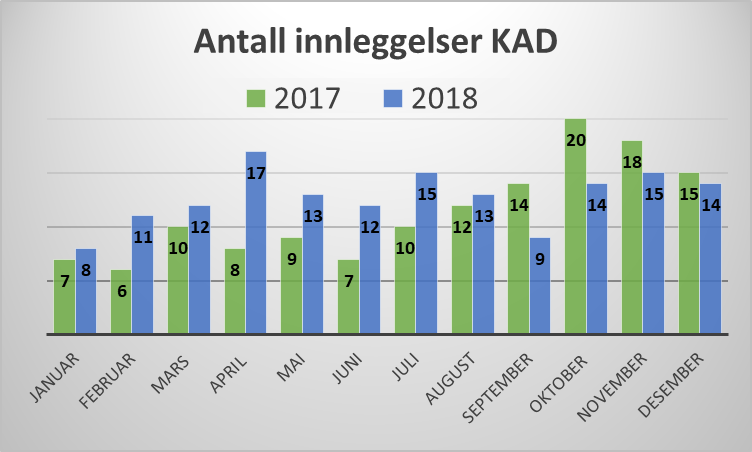 Antall innleggelser KAD
2017 2018
7 8 6 11 10 12 8 17 9 13 7 12 10 15 12 13 14 9 20 14 18 15 15 14
JANUAR FEBRUAR MARS APRIL MAI JUNI JULI AUGUST SEPTEMBER OKTOBER NOVEMBER DESEMBER